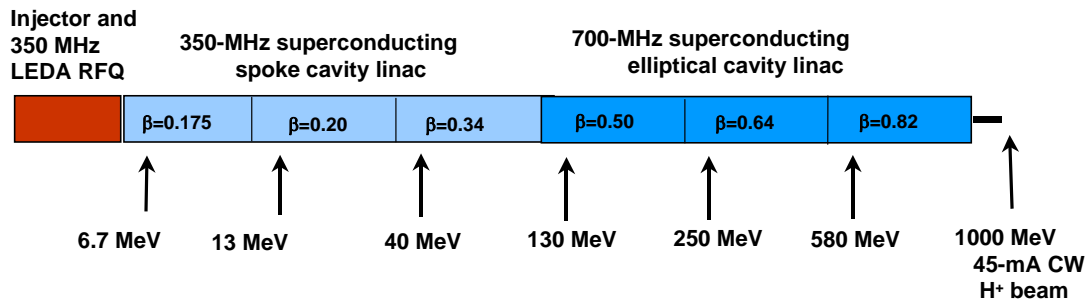 Injector and
350 MHz
LEDA RFQ
350-MHz superconducting
spoke cavity linac
700-MHz superconducting
elliptical cavity linac
β=0.175
β=0.20
β=0.34
β=0.50
β=0.64
β=0.82
6.7 MeV
13 MeV
40 MeV
130 MeV
250 MeV
580 MeV
1000 MeV
45-mA CW
H⁺ beam